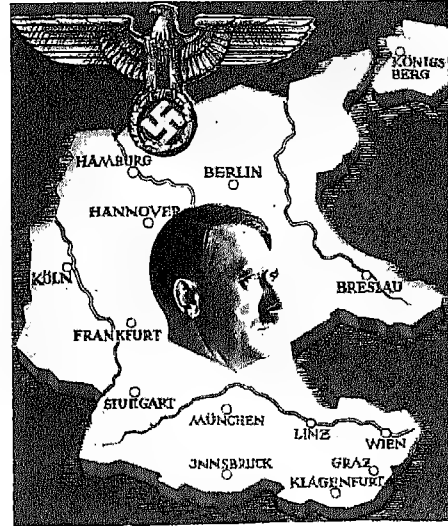 KÖNIGS
BERG
HAMBURG
BERLIN
HANNOVER
KÖLN
BRESLAU
FRANKFURT
STUTTGART
MÜNCHEN
LINZ
WIEN
INNSBRUCK
GRAZ
KLAGENFURT